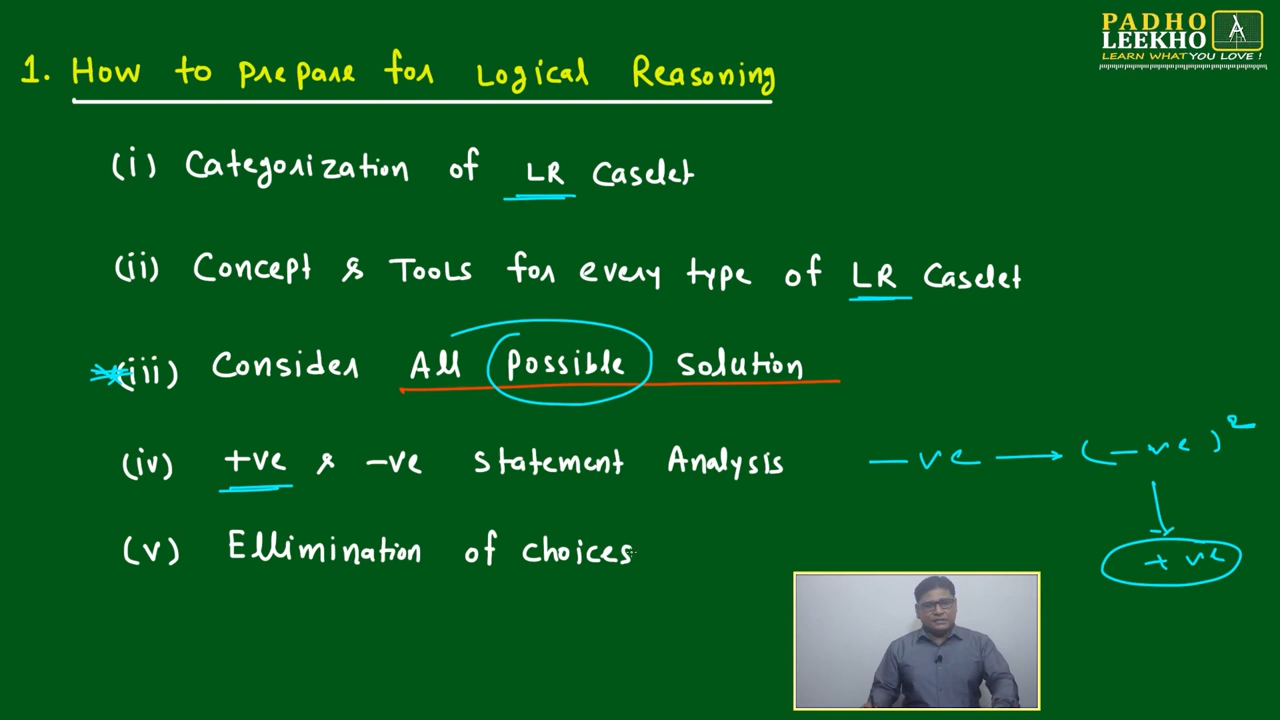 PADHO
LEEKHO
LEARN WHAT YOU LOVE !
1. How to prepare for Logical Reasoning
(i) Categorization of LR Caselet
(ii) Concept & Tools for every type of LR Caselet
(iii) Consider All Possible Solution
(iv) +ve & -ve Statement Analysis
-ve → (-ve)²
+ ve
(v) Ellimination of choices